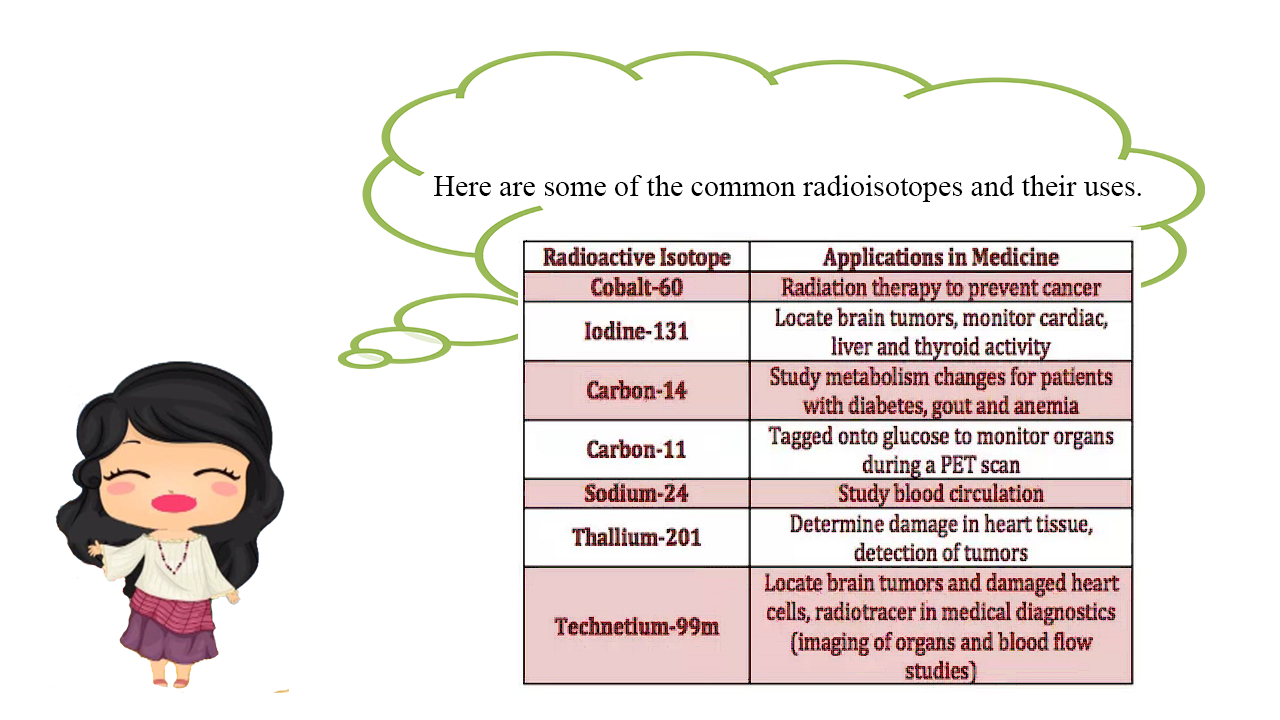 Here are some of the common radioisotopes and their uses.
Radioactive Isotope
Applications in Medicine
Cobalt-60
Radiation therapy to prevent cancer
Iodine-131
Locate brain tumors, monitor cardiac,
liver and thyroid activity
Carbon-14
Study metabolism changes for patients
with diabetes, gout and anemia
Carbon-11
Tagged onto glucose to monitor organs
during a PET scan
Sodium-24
Study blood circulation
Thallium-201
Determine damage in heart tissue,
detection of tumors
Technetium-99m
Locate brain tumors and damaged heart
cells, radiotracer in medical diagnostics
(imaging of organs and blood flow
studies)